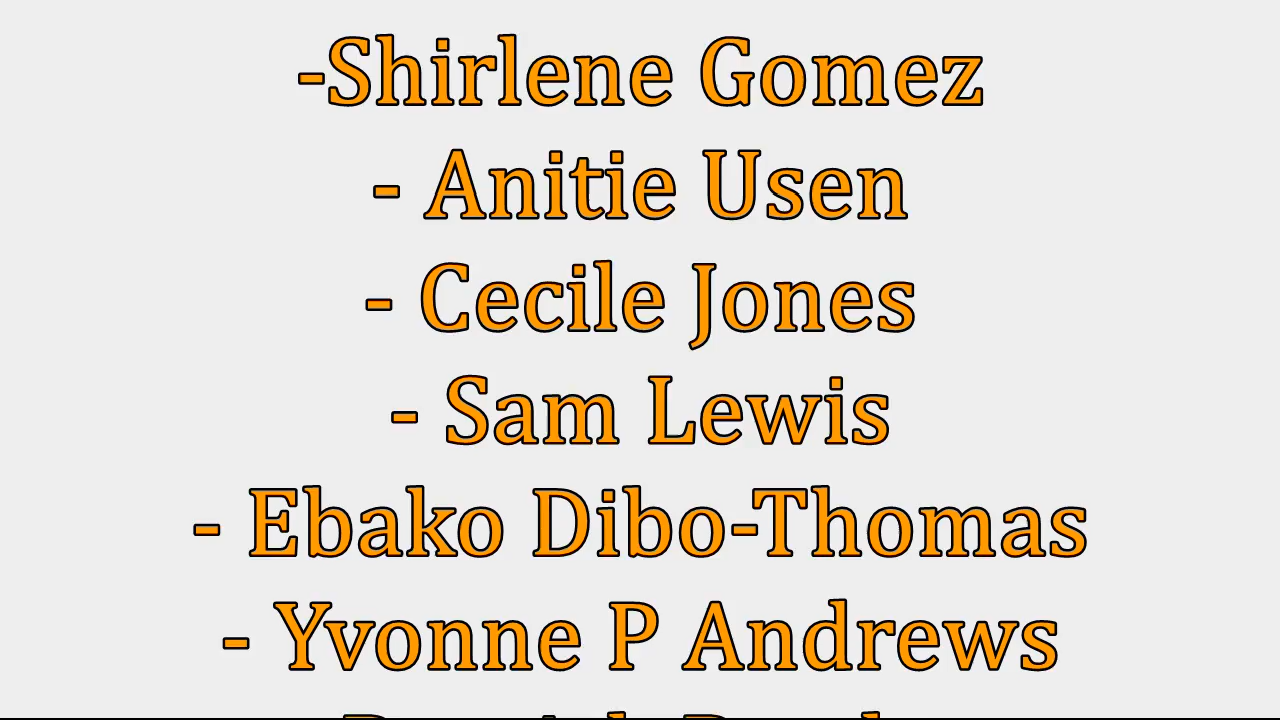 -Shirlene Gomez
- Anitie Usen
- Cecile Jones
- Sam Lewis
- Ebako Dibo-Thomas
- Yvonne P Andrews